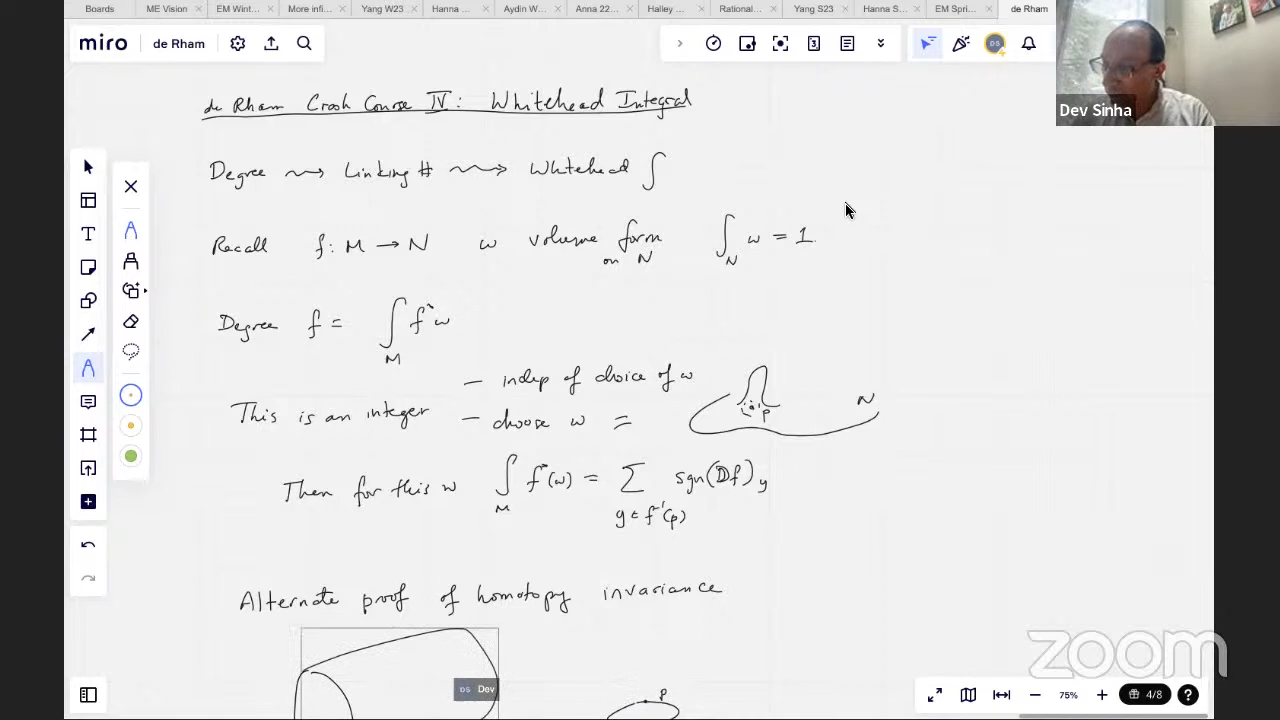 Boards ME Vision EM Wint... More infi... Yang W23 Hanna ... Aydin W... Anna 22... Halley ... Rational... Yang S23 Hanna S... EM Spri... de Rham
miro de Rham
Dev Sinha
de Rham Crash Course IV: Whitehead Integral
Degree ⇝ Linking # ⇝ Whitehead ∫
Recall f: M → N ω volume form on N ∫_N ω = 1.
Degree f = ∫_M f*ω
– indep of choice of ω
This is an integer – choose ω = p N
Then for this ω ∫_M f*(ω) = ∑_{y ∈ f⁻¹(p)} sgn(Df)_y
Alternate proof of homotopy invariance
DS Dev
p
zoom
75% 4/8